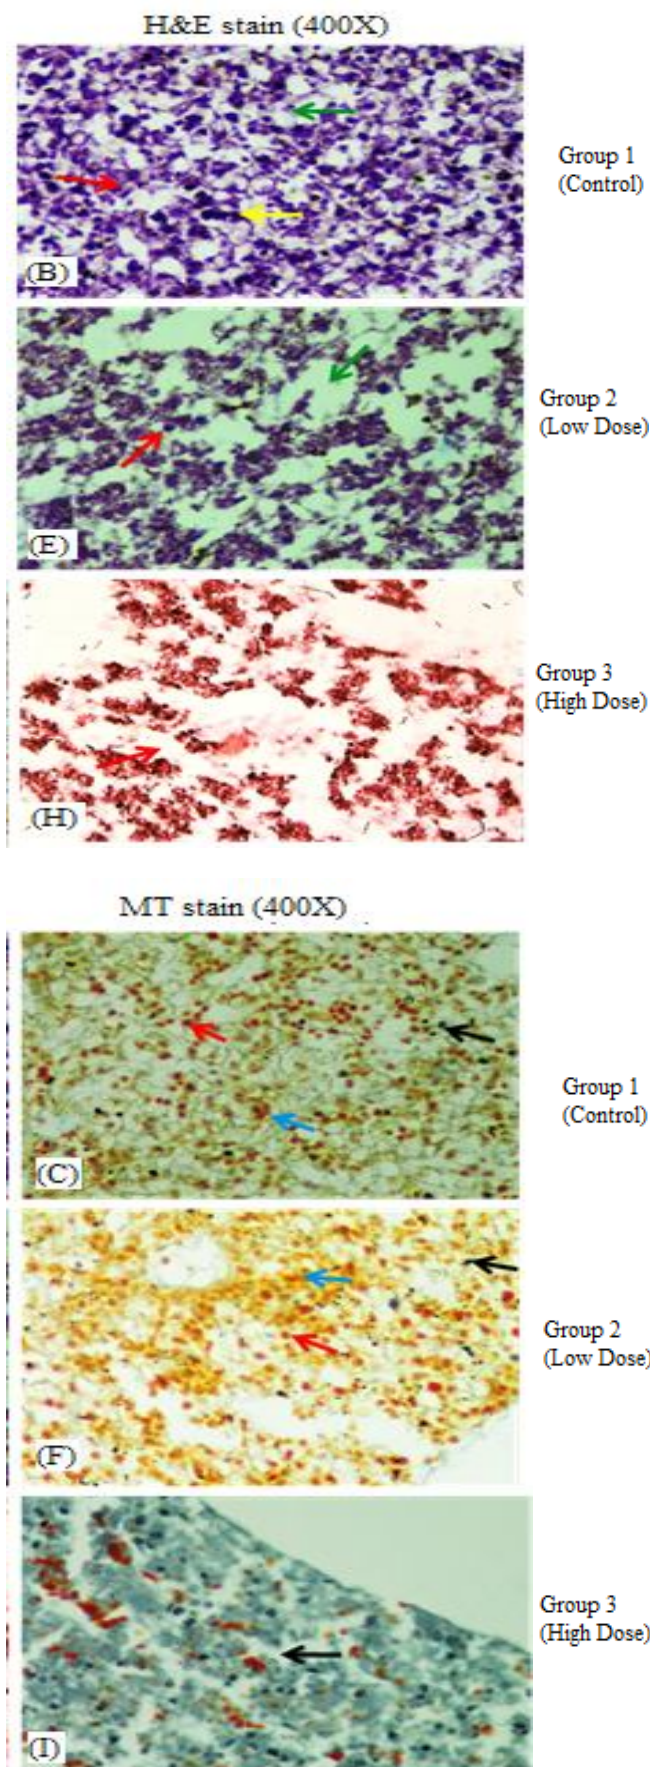 H&E stain (400X)
Group 1
(Control)
(B)
Group 2
(Low Dose)
(E)
Group 3
(High Dose)
(H)
MT stain (400X)
Group 1
(Control)
(C)
Group 2
(Low Dose)
(F)
Group 3
(High Dose)
(I)